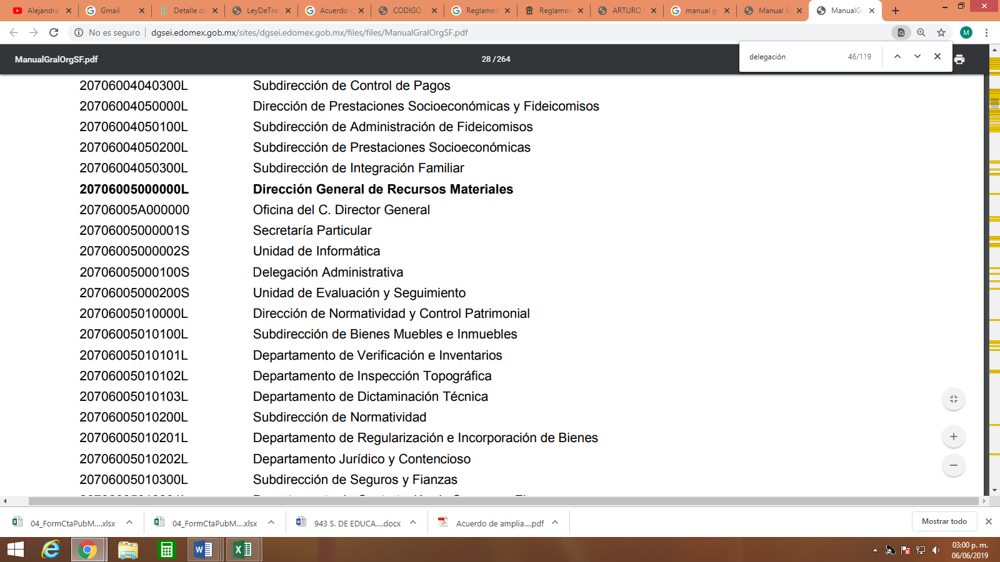 Alejandra
Gmail
Detalle de
LeyDeTra
Acuerdo
CODIGO
Reglamen
Reglamen
ARTURO
manual ge
Manual G
ManualGr
No es seguro | dgsei.edomex.gob.mx/sites/dgsei.edomex.gob.mx/files/files/ManualGralOrgSF.pdf
M
delegación 46/119
ManualGralOrgSF.pdf
28 / 264
20706004040300L Subdirección de Control de Pagos
20706004050000L Dirección de Prestaciones Socioeconómicas y Fideicomisos
20706004050100L Subdirección de Administración de Fideicomisos
20706004050200L Subdirección de Prestaciones Socioeconómicas
20706004050300L Subdirección de Integración Familiar
20706005000000L Dirección General de Recursos Materiales
20706005A000000 Oficina del C. Director General
20706005000001S Secretaría Particular
20706005000002S Unidad de Informática
20706005000100S Delegación Administrativa
20706005000200S Unidad de Evaluación y Seguimiento
20706005010000L Dirección de Normatividad y Control Patrimonial
20706005010100L Subdirección de Bienes Muebles e Inmuebles
20706005010101L Departamento de Verificación e Inventarios
20706005010102L Departamento de Inspección Topográfica
20706005010103L Departamento de Dictaminación Técnica
20706005010200L Subdirección de Normatividad
20706005010201L Departamento de Regularización e Incorporación de Bienes
20706005010202L Departamento Jurídico y Contencioso
20706005010300L Subdirección de Seguros y Fianzas
04_FormCtaPubM....xlsx
04_FormCtaPubM....xlsx
943 S. DE EDUCA....docx
Acuerdo de amplia....pdf
Mostrar todo
03:00 p. m.
06/06/2019